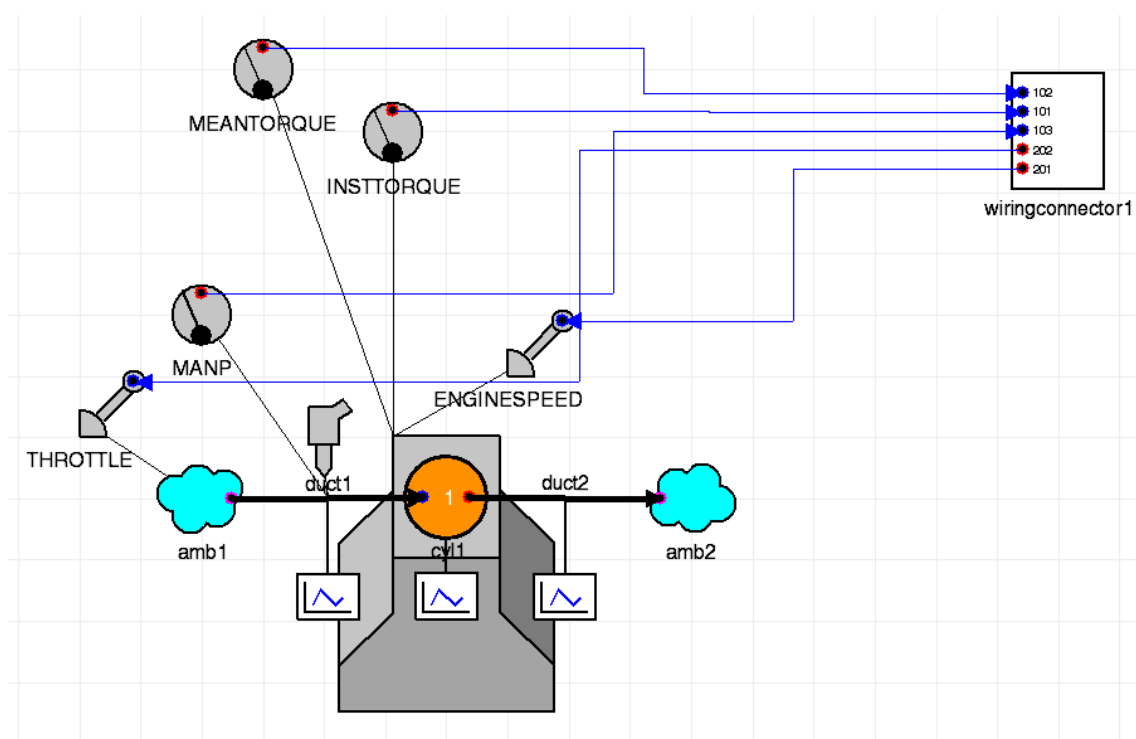 102
MEANTORQUE
101
103
INSTTORQUE
202
201
wiringconnector1
MANP
ENGINESPEED
THROTTLE
duct1
1
duct2
amb1
cyl1
amb2